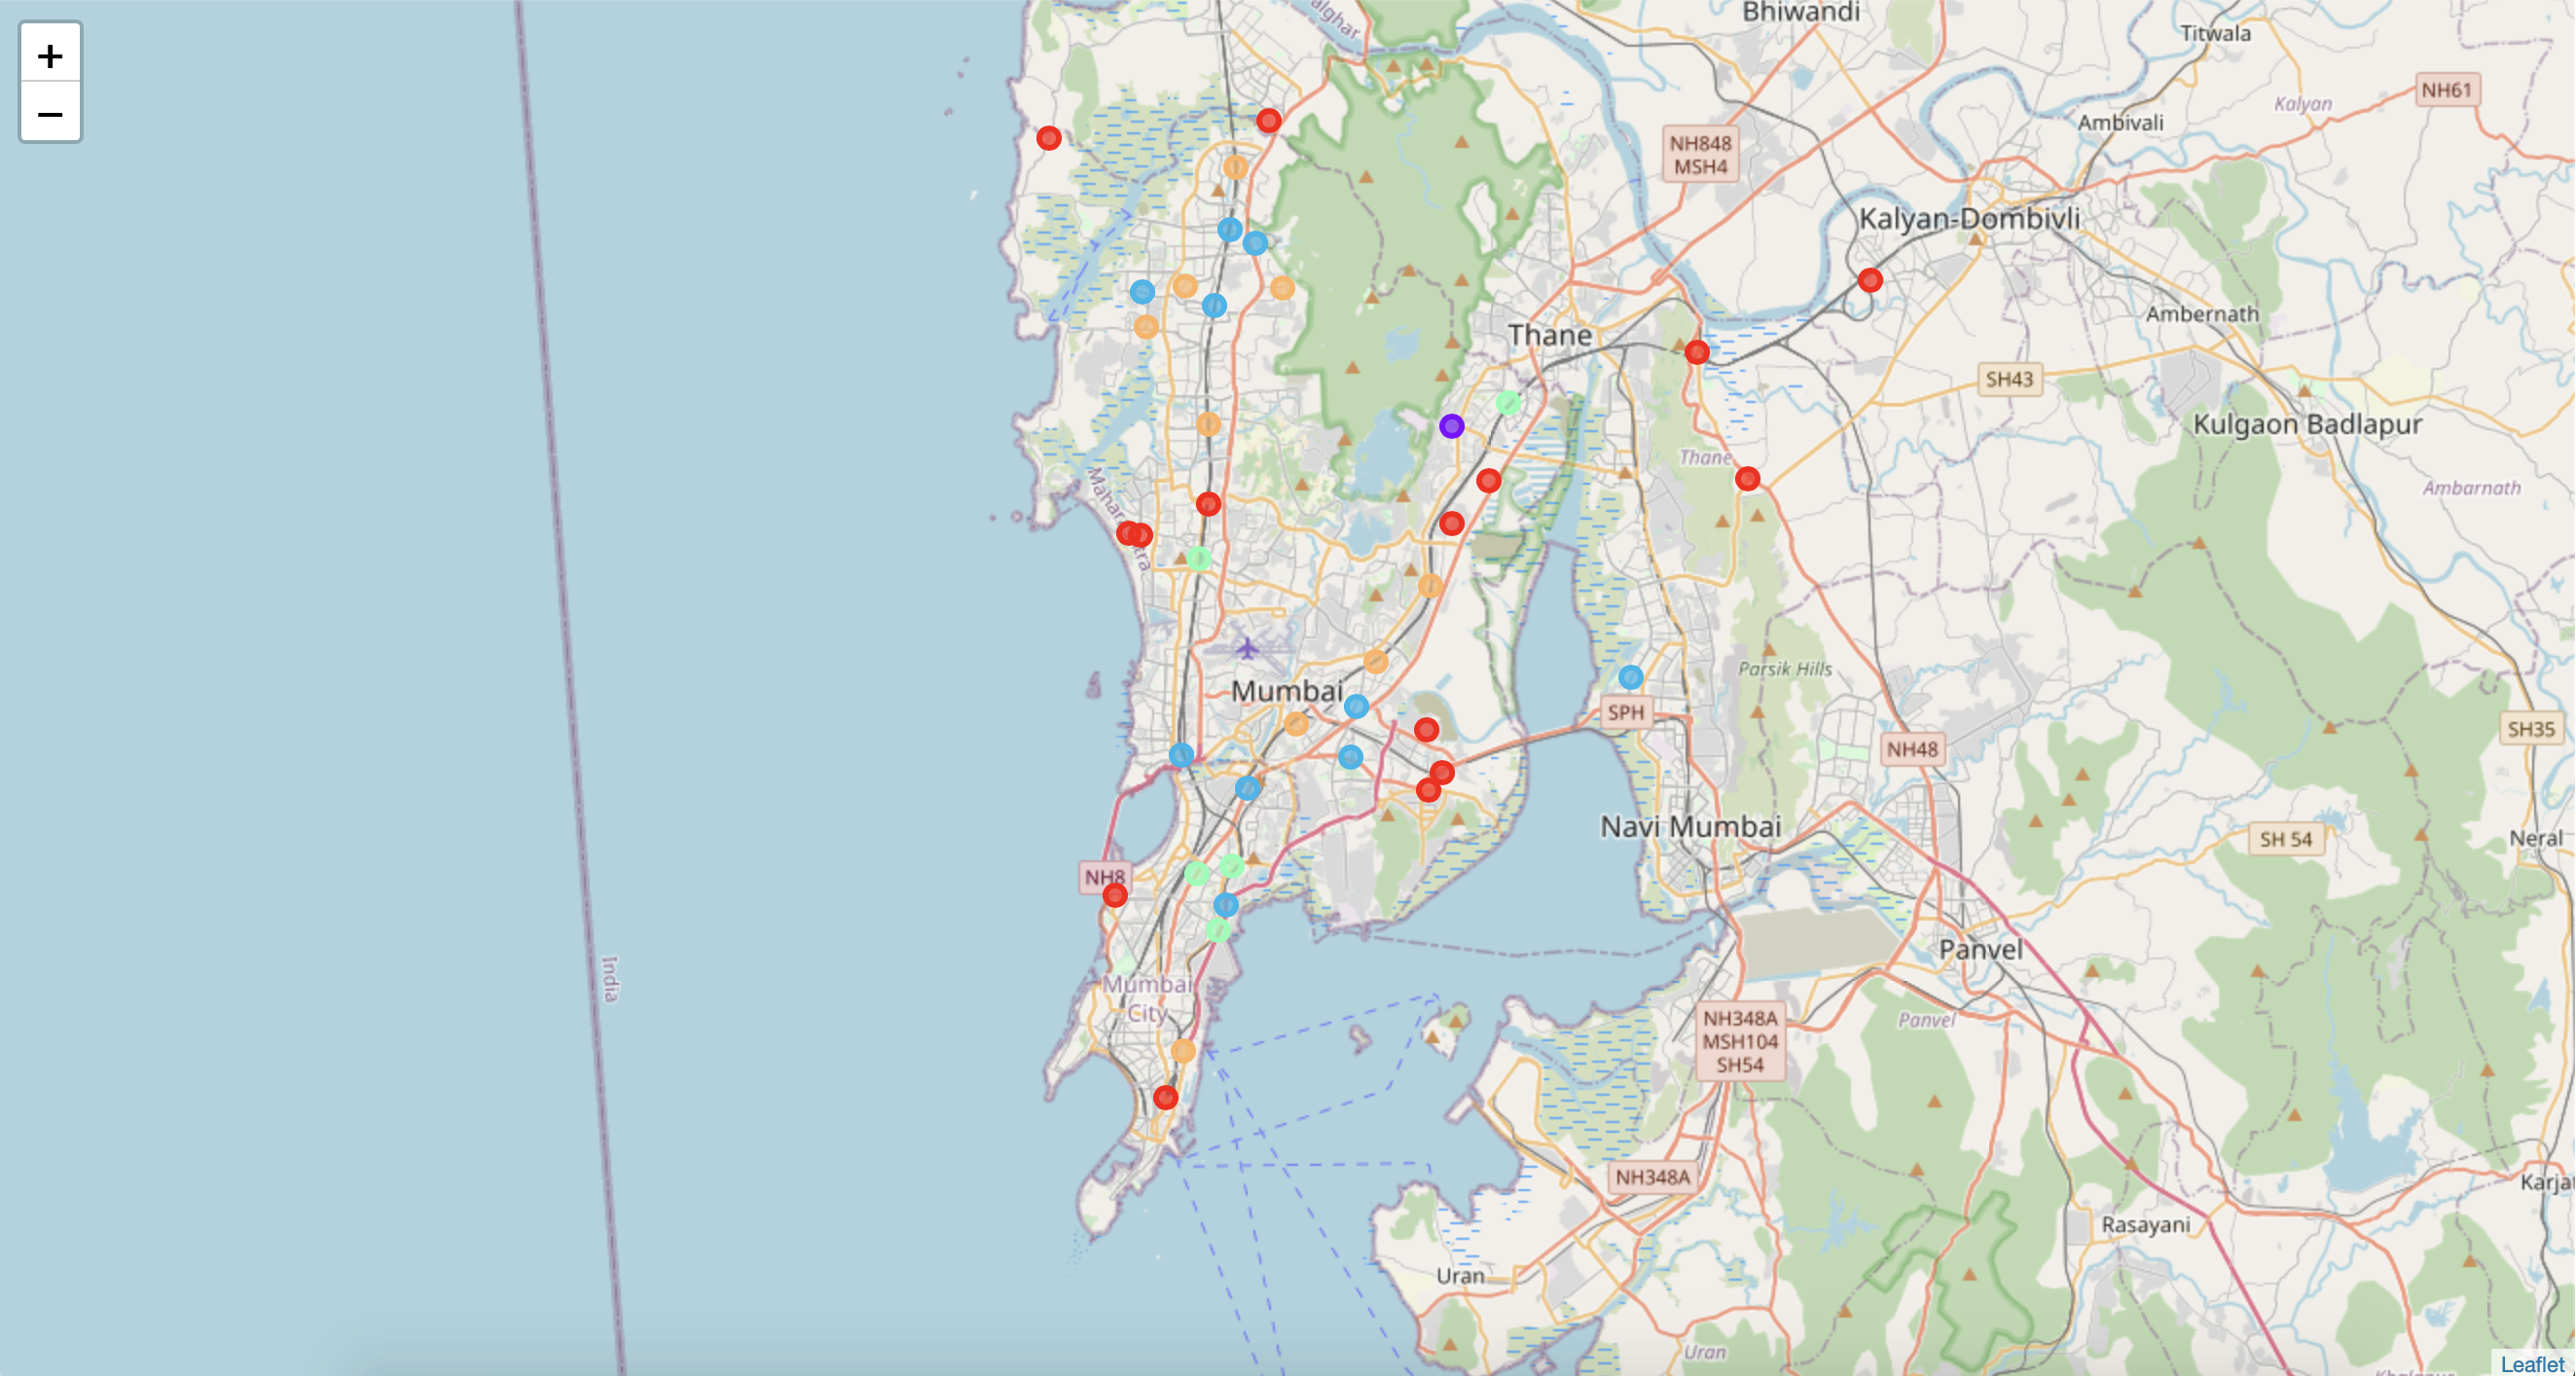 +
−
alghar
Bhiwandi
Titwala
NH61
Kalyan
Ambivali
NH848
MSH4
Kalyan-Dombivli
Ambernath
Thane
SH43
Kulgaon Badlapur
Thane
Ambarnath
Mumbai
Parsik Hills
SPH
NH48
SH35
Navi Mumbai
SH 54
Neral
NH8
Panvel
India
Mumbai
City
NH348A
MSH104
SH54
Panvel
NH348A
Karjat
Rasayani
Uran
Uran
Leaflet